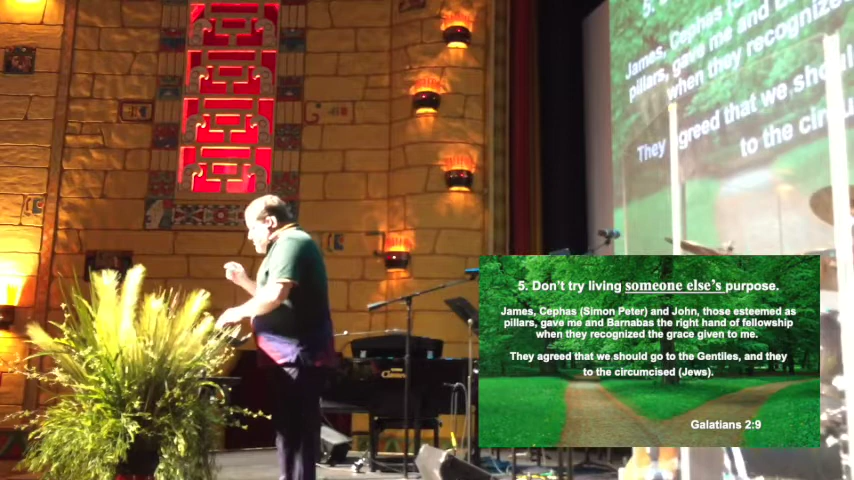 5.
James, Cephas
pillars, gave me and
when they recognized
They agreed that we should
to the
5. Don't try living someone else's purpose.
James, Cephas (Simon Peter) and John, those esteemed as
pillars, gave me and Barnabas the right hand of fellowship
when they recognized the grace given to me.
They agreed that we should go to the Gentiles, and they
to the circumcised (Jews).
Galatians 2:9